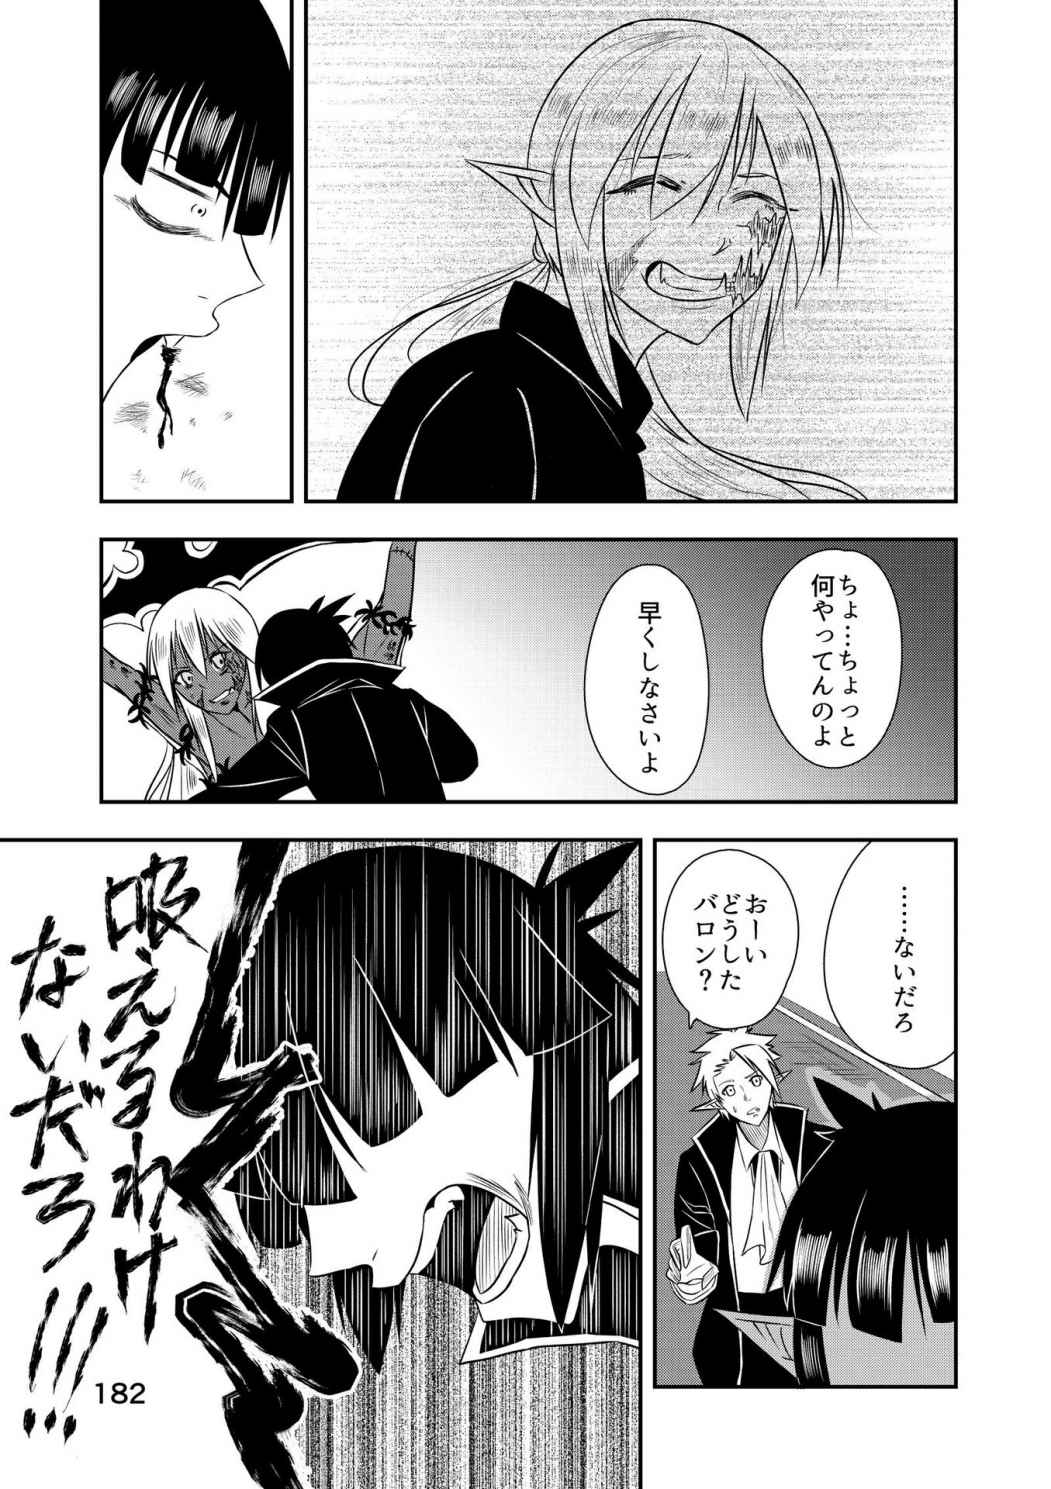 ちょ…ちょっと
何やってんのよ
早くしなさいよ
……ないだろ
おーい
どうした
バロン？
吸えるわけ
ないだろ!!!
182